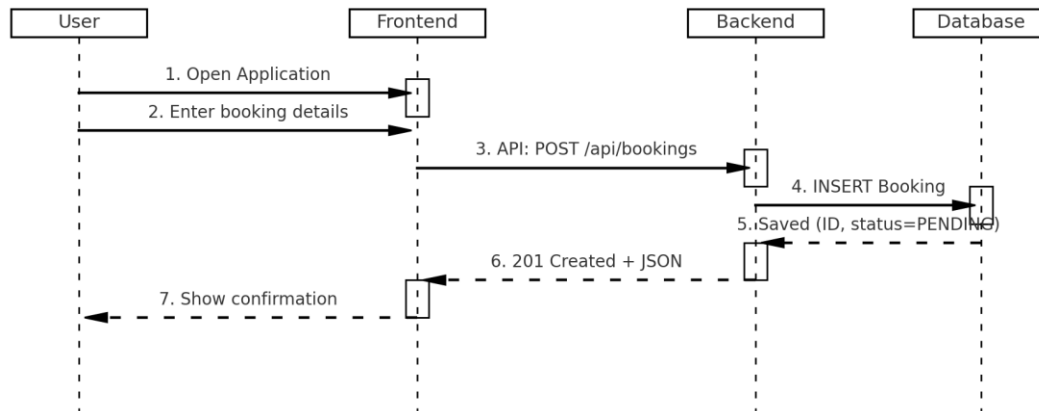 User
Frontend
Backend
Database
1. Open Application
2. Enter booking details
3. API: POST /api/bookings
4. INSERT Booking
5. Saved (ID, status=PENDING)
6. 201 Created + JSON
7. Show confirmation